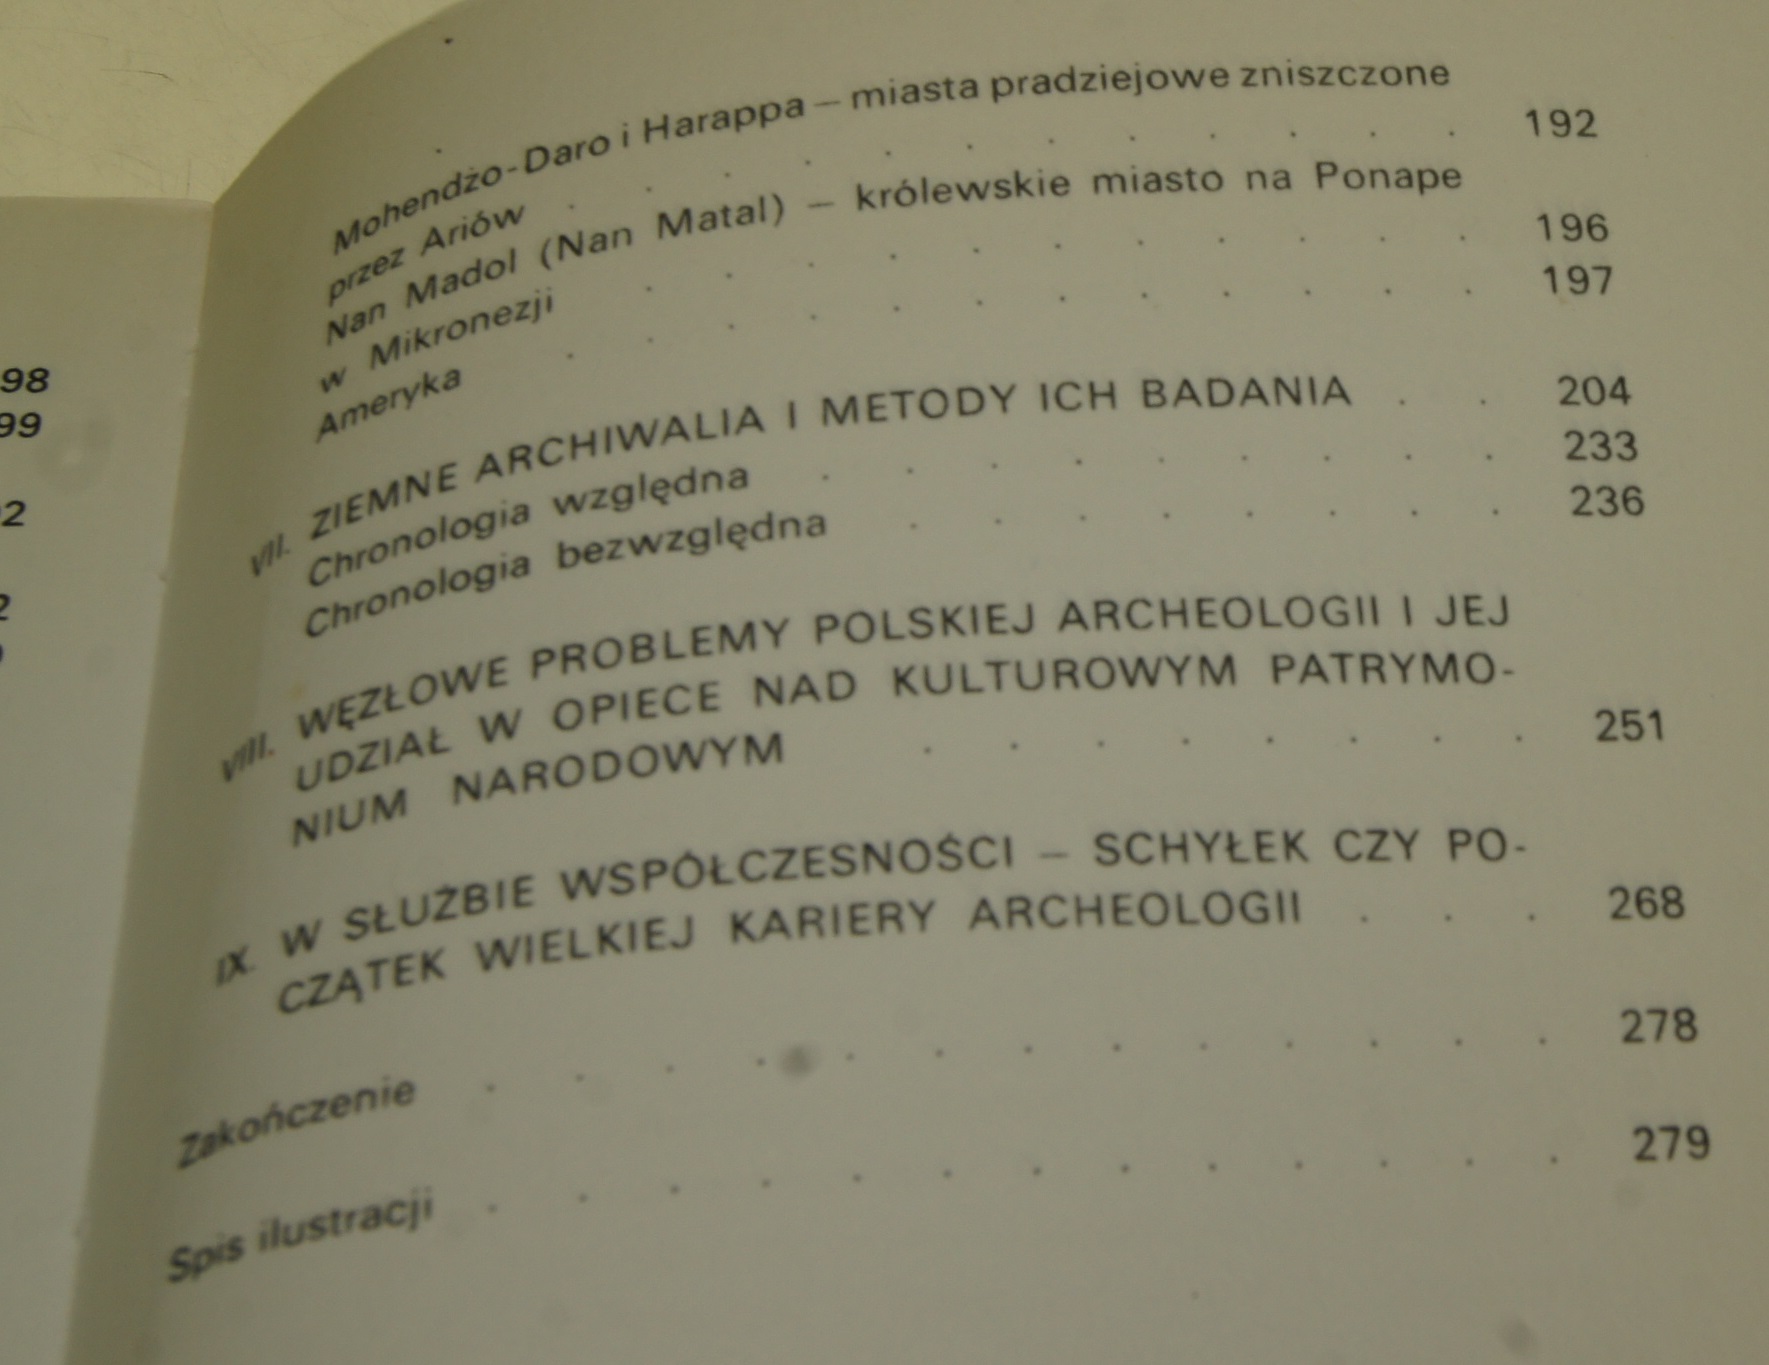 98
99
2
2
Mohendżo-Daro i Harappa – miasta pradziejowe zniszczone
przez Ariów . . . . . . . . . . . . 192
Nan Madol (Nan Matal) – królewskie miasto na Ponape
w Mikronezji . . . . . . . . . . . 196
Ameryka . . . . . . . . . . . . 197
VII. ZIEMNE ARCHIWALIA I METODY ICH BADANIA . . 204
Chronologia względna . . . . . . . . . 233
Chronologia bezwzględna . . . . . . . . 236
VIII. WĘZŁOWE PROBLEMY POLSKIEJ ARCHEOLOGII I JEJ
UDZIAŁ W OPIECE NAD KULTUROWYM PATRYMO-
NIUM NARODOWYM . . . . . . . . 251
IX. W SŁUŻBIE WSPÓŁCZESNOŚCI – SCHYŁEK CZY PO-
CZĄTEK WIELKIEJ KARIERY ARCHEOLOGII . . . 268
Zakończenie . . . . . . . . . . . . . 278
Spis ilustracji . . . . . . . . . . . . . 279